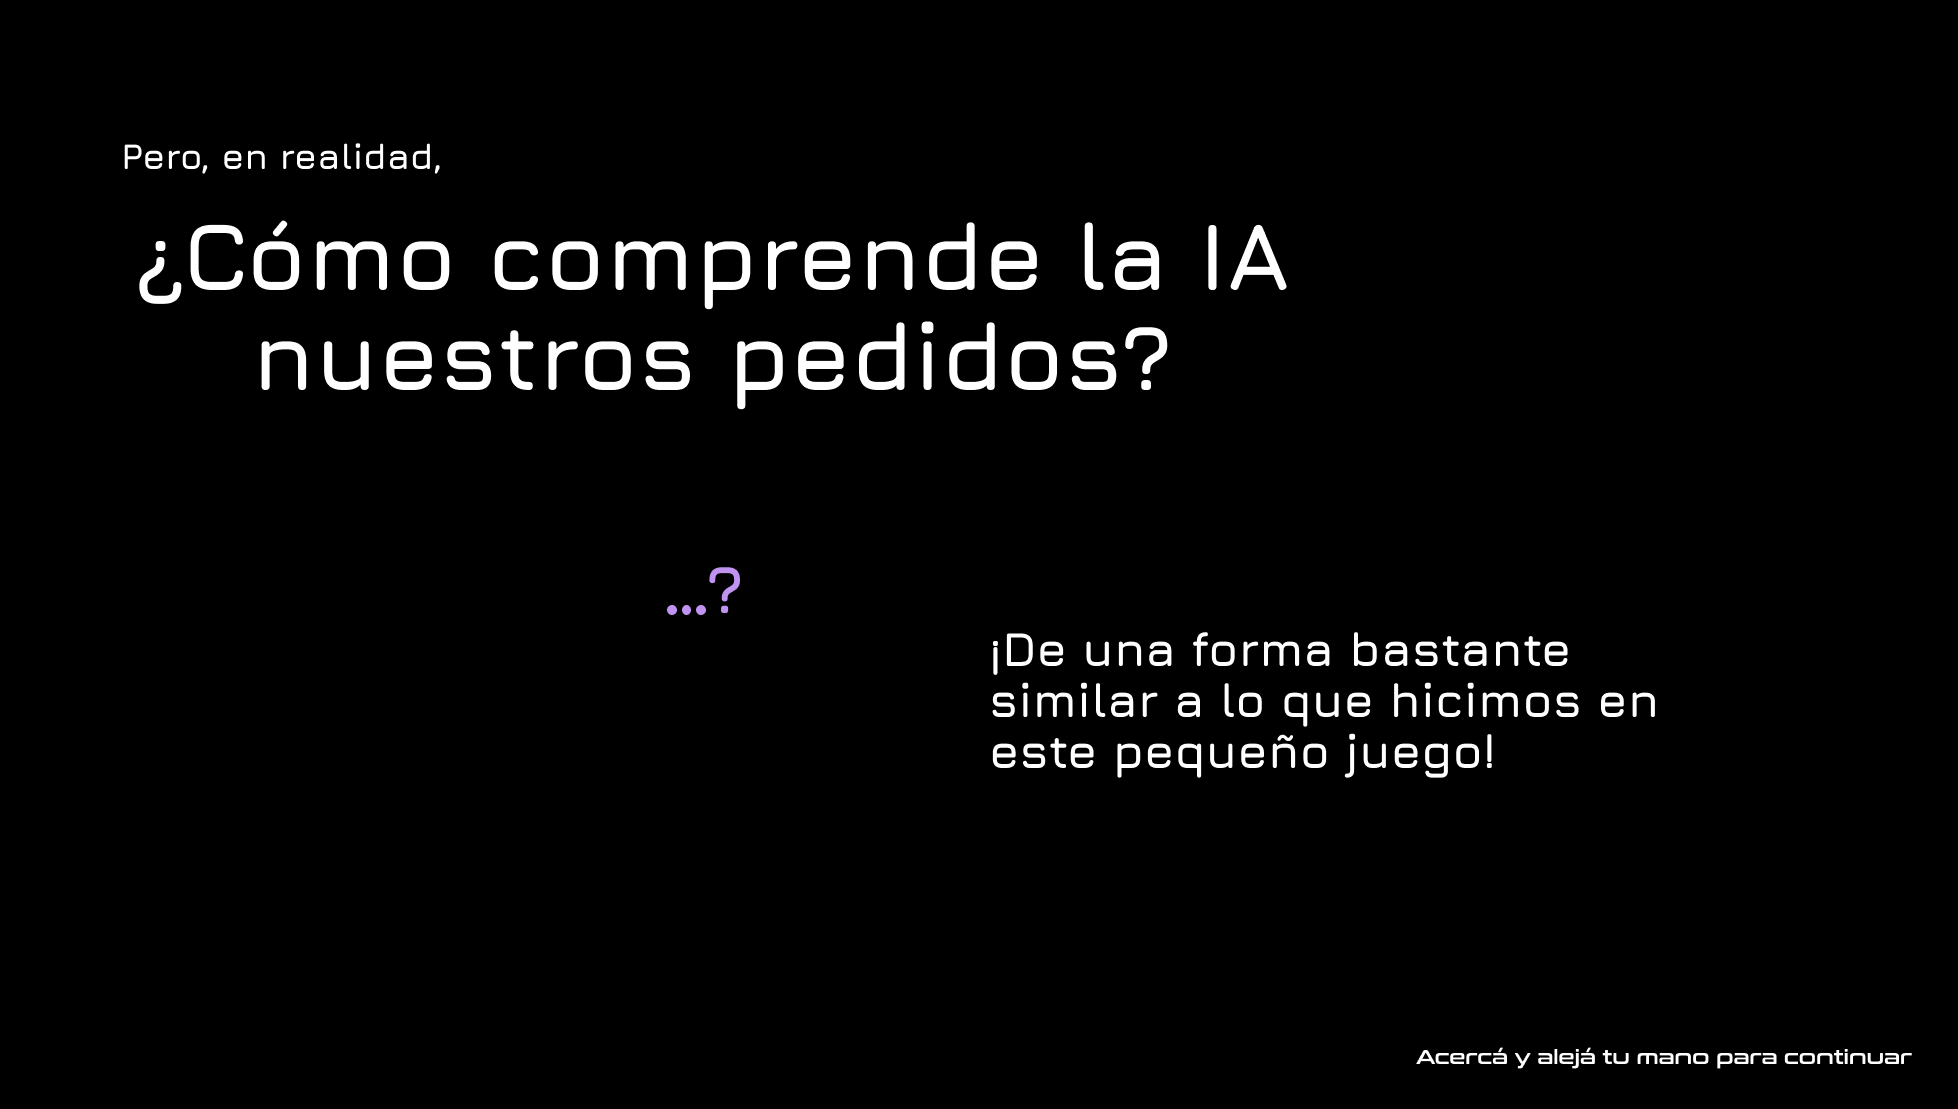 Pero, en realidad,
¿Cómo comprende la IA
nuestros pedidos?
...?
¡De una forma bastante
similar a lo que hicimos en
este pequeño juego!
Acercá y alejá tu mano para continuar